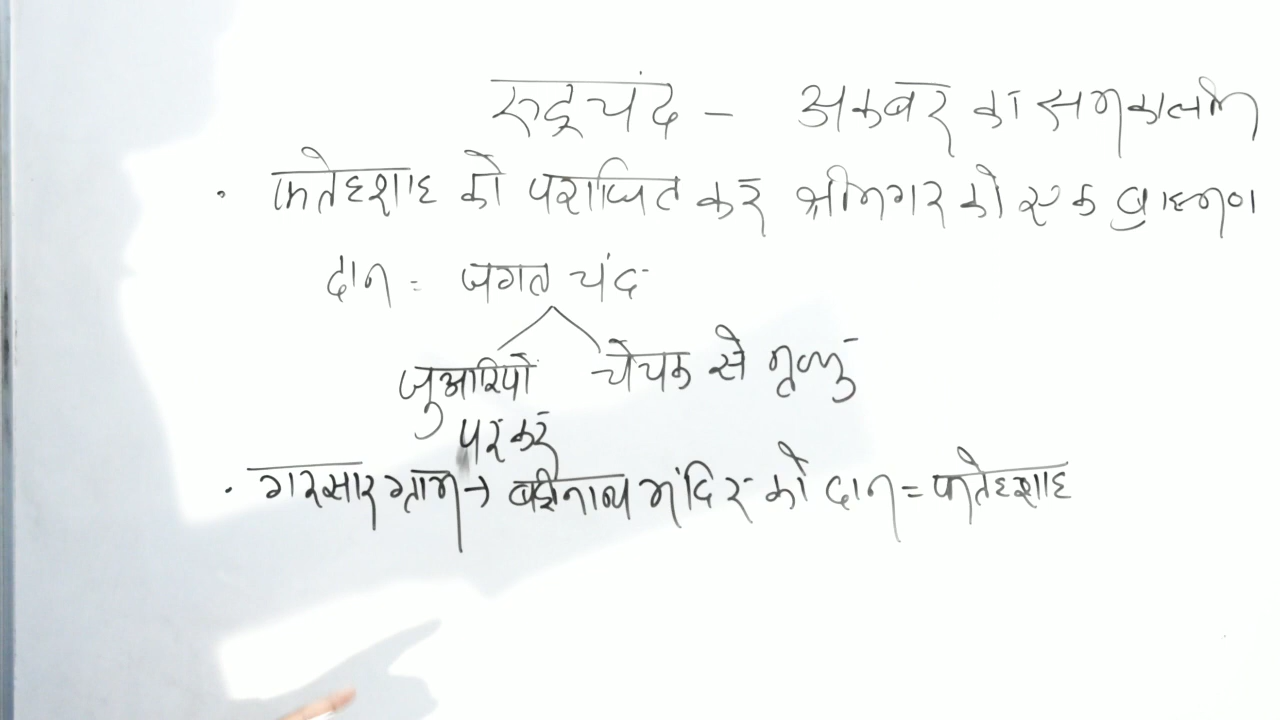 रुद्रचंद - अकबर का समकालीन
• फतेहशाह को पराजित कर श्रीनगर को एक ब्राह्मण
दान = जगत चंद
जुआरियों चेचक से मृत्यु
पर कर
• गरसार ग्राम → बद्रीनाथ मंदिर को दान = फतेहशाह